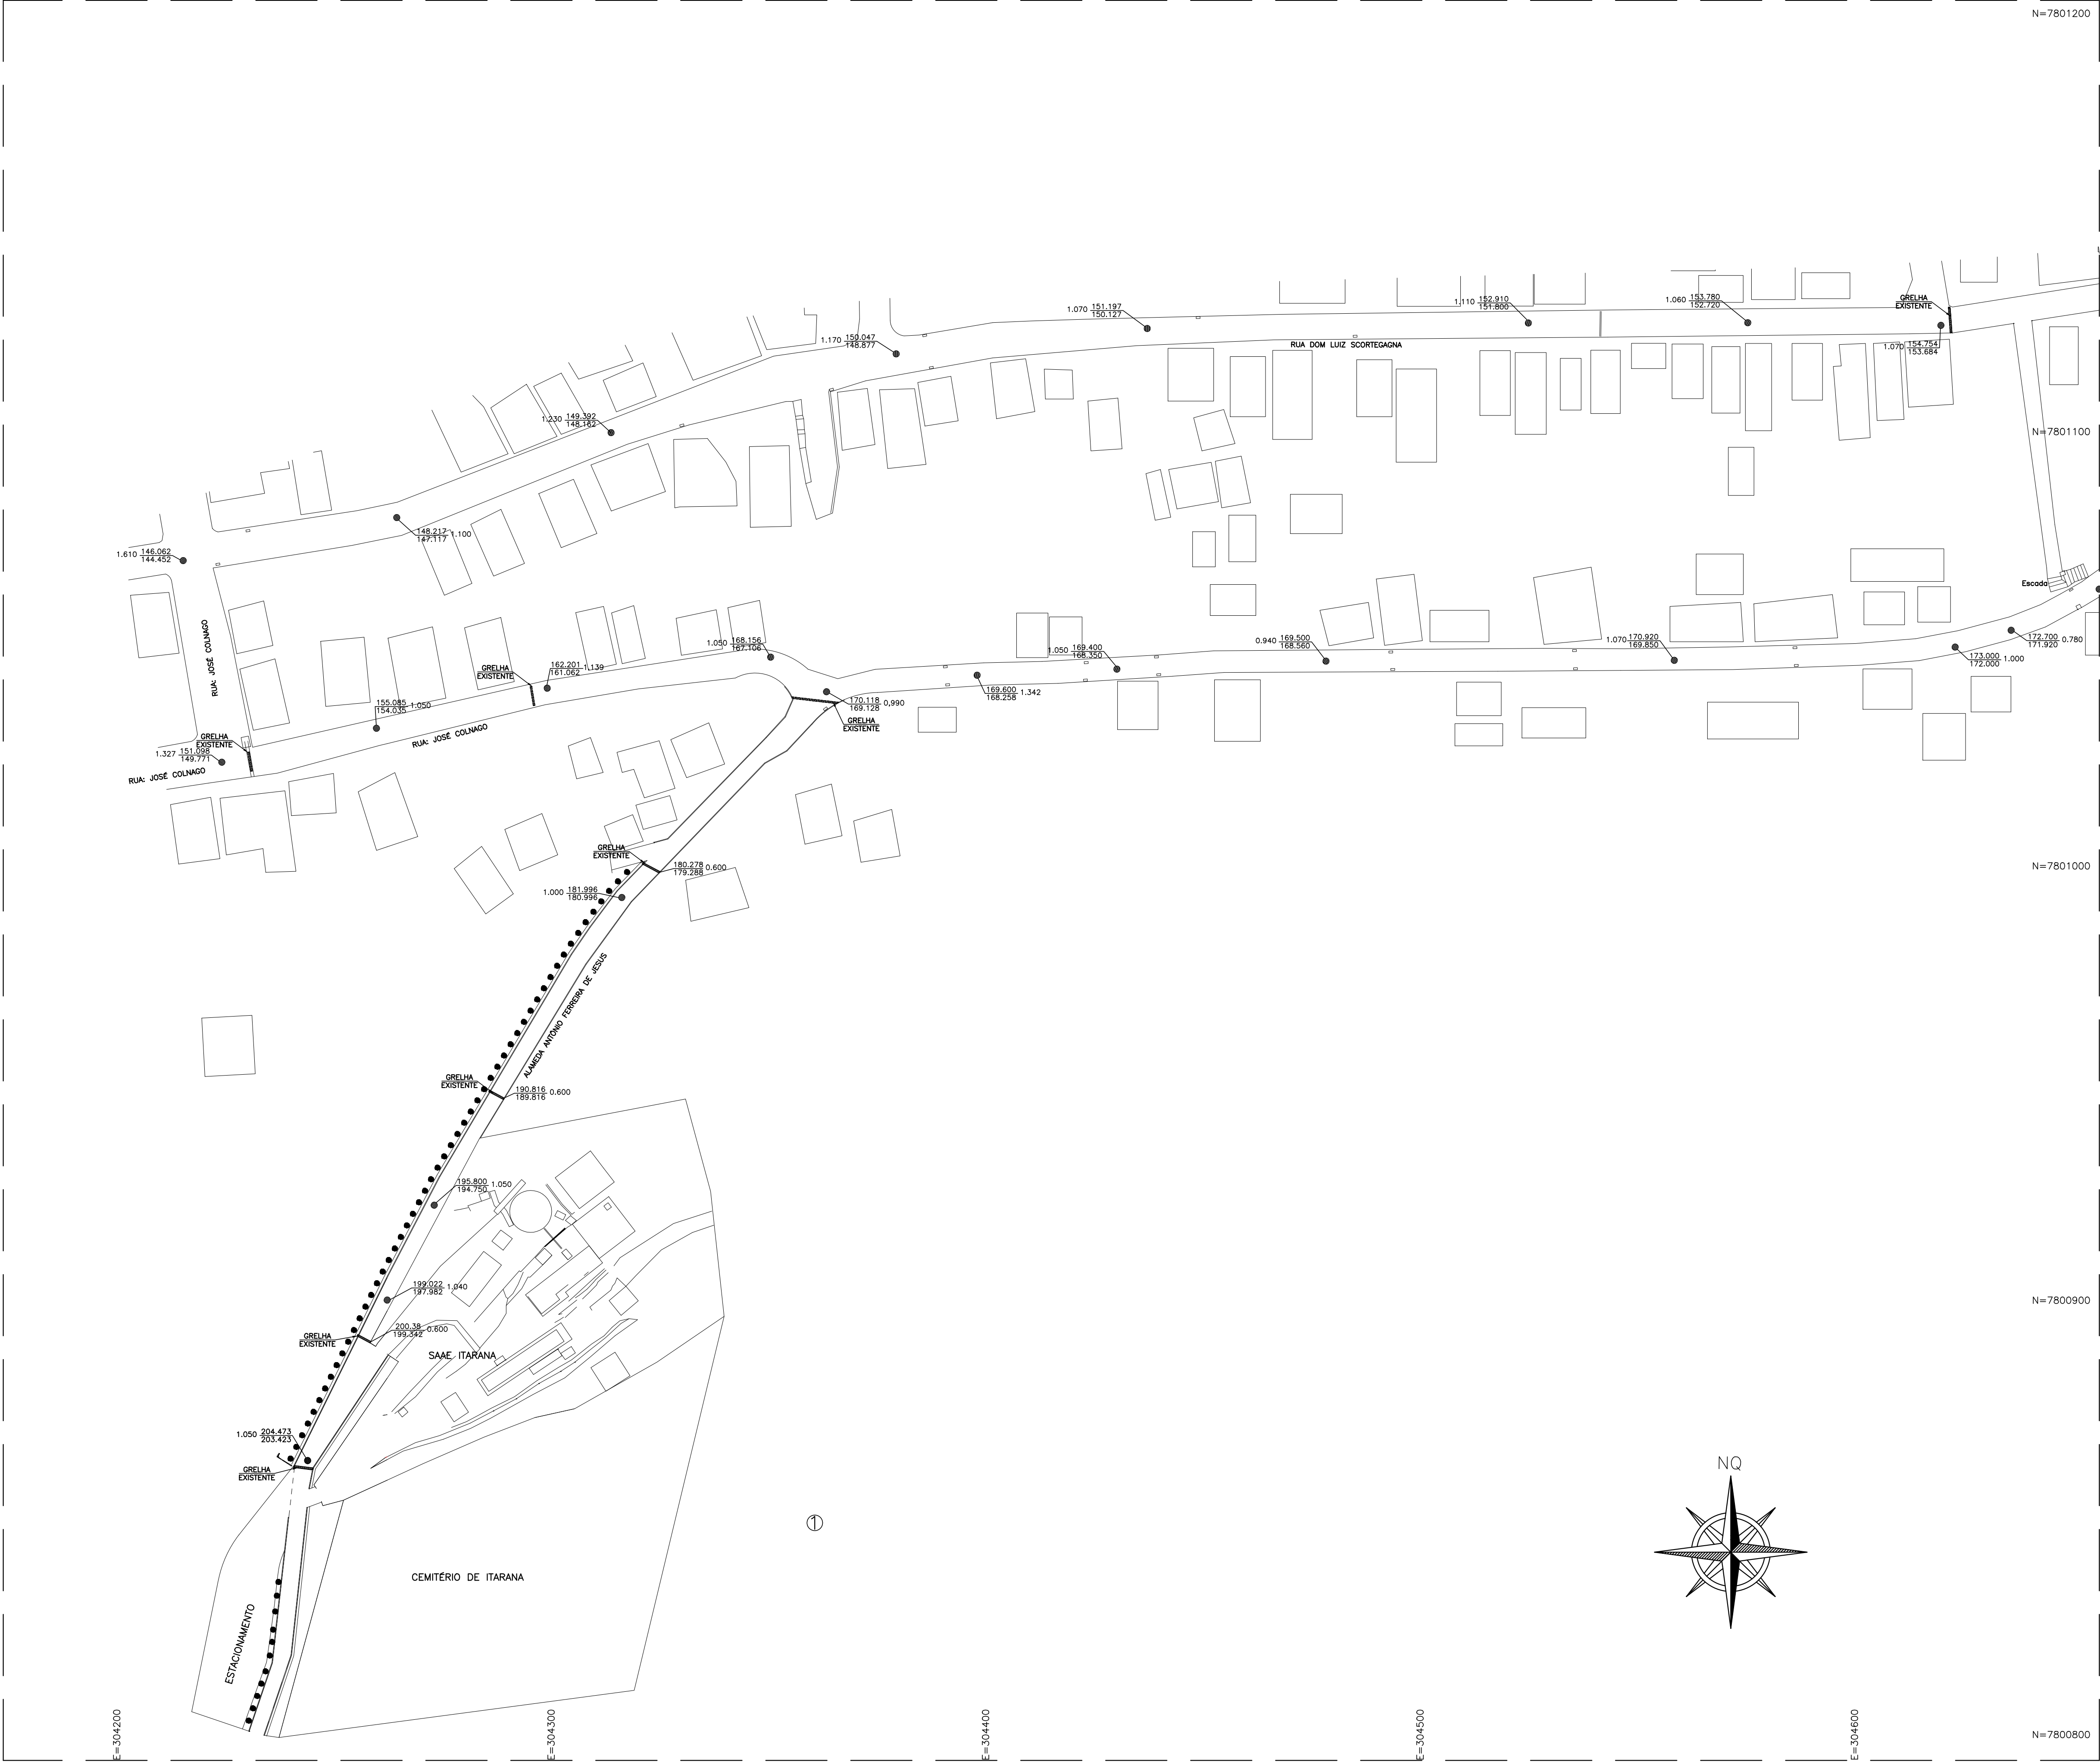 N=7801200
GRELHA
EXISTENTE
1.060 153.780
152.720
1.110 152.910
151.800
1.070 151.197
150.127
1.170 150.047
148.877
RUA DOM LUIZ SCORTEGAGNA
1.070 154.754
153.684
1.230 149.392
148.162
N=7801100
148.217 1.100
147.117
1.610 146.062
144.452
Escada
RUA: JOSÉ COLNAGO
1.050 168.156
167.106
1.050 169.400
168.350
0.940 169.500
168.560
1.070 170.920
169.850
172.700 0.780
171.920
173.000 1.000
172.000
GRELHA
EXISTENTE
162.201 1.139
161.062
169.600 1.342
168.258
155.085 1.050
154.035
170.118 0,990
169.128
GRELHA
EXISTENTE
GRELHA
EXISTENTE
RUA: JOSÉ COLNAGO
1.327 151.098
149.771
RUA: JOSÉ COLNAGO
GRELHA
EXISTENTE
180.278 0.600
179.288
N=7801000
1.000 181.996
180.996
ALAMEDA ANTÔNIO FERREIRA DE JESUS
GRELHA
EXISTENTE
190.816 0.600
189.816
195.800 1.050
194.750
199.022 1.040
197.982
N=7800900
200.38 0.600
199.342
GRELHA
EXISTENTE
SAAE ITARANA
1.050 204.473
203.423
GRELHA
EXISTENTE
NQ
1
CEMITÉRIO DE ITARANA
ESTACIONAMENTO
N=7800800
E=304200
E=304300
E=304400
E=304500
E=304600